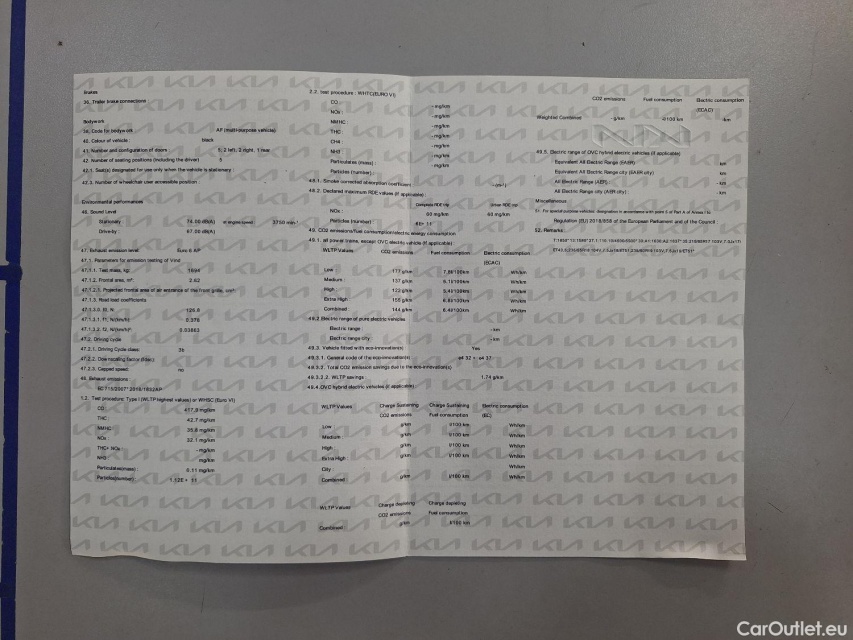 Brakes
36. Trailer brake connections
Bodywork
38. Code for bodywork AF (multi-purpose vehicle)
40. Colour of vehicle : black
41. Number and configuration of doors 5; 2 left, 2 right, 1 rear
42. Number of seating positions (including the driver) 5
42.1. Seat(s) designated for use only when the vehicle is stationary :
42.3. Number of wheelchair user accessible position :
Environmental performances
46. Sound Level
Stationary : 74.00 dB(A) at engine speed 3750 min⁻¹
Drive-by : 67.00 dB(A)
47. Exhaust emission level Euro 6 AP
47.1. Parameters for emission testing of Vind
47.1.1. Test mass, kg:
47.1.2. Frontal area, m²: 2.62
47.1.2.1. Projected frontal area of air entrance of the front grille, cm²:
47.1.3. Road load coefficients
47.1.3.0. f0, N:
47.1.3.1. f1, N/(km/h):
47.1.3.2. f2, N/(km/h)²:
47.2. Driving Cycle
47.2.1. Driving Cycle class: 3b
47.2.2. Dow nscaling factor (fdsc):
47.2.3. Capped speed: no
48. Exhaust emissions :
1.2. Test procedure: Type I (WLTP highest values) or WHSC (Euro VI)
CO : 417.0 mg/km
THC : 42.7 mg/km
NMHC : 35.8 mg/km
NOx : 32.1 mg/km
THC+ NOx : - mg/km
NH3 : mg/km
Particulates(mass) : 0.11 mg/km
Particles(number) : 1.12E+ 11
2.2. test procedure : WHTC(EURO VI)
CO : - mg/km
NOx : - mg/km
NMHC : - mg/km
THC : - mg/km
CH4 : - mg/km
NH3 : - mg/km
Particulates (mass) : - mg/km
Particles (number) :
48.1. Smoke corrected absorption coefficient - (m⁻¹)
48.2. Declared maximum RDE values (if applicable) :
Complete RDE trip urban RDE trip
NOx : 60 mg/km 60 mg/km
Particles (number) :
49. CO2 emissions/fuel consumption/electric energy consumption
49.1. all power trains, except OVC electric vehicle (if applicable)
WLTP Values CO2 emissions Fuel consumption Electric consumption
(ECAC)
Low : 177 g/km l/100km Wh/km
Medium : 137 g/km l/100km Wh/km
High : 123 g/km l/100km Wh/km
Extra High : 155 g/km l/100km Wh/km
Combined : 144 g/km l/100km Wh/km
49.2 Electric range of pure electric vehicles
Electric range : - km
Electric range city : - km
49.3. Vehicle fitted with eco-innovation(s) Yes
49.3.1. General code of the eco-innovation(s) e4 32 ~ e4 37
49.3.2. Total CO2 emission savings due to the eco-innovation(s)
49.3.2.2. WLTP savings : 1.74 g/km
49.4.OVC hybrid electric vehicles (if applicable)
WLTP Values Charge Sustaining Charge Sustaining Electric consumption
CO2 emissions Fuel consumption (EC)
Low g/km l/100 km Wh/km
Medium g/km l/100 km Wh/km
High : g/km l/100 km Wh/km
Extra High : g/km l/100 km Wh/km
City : Wh/km
Combined g/km l/100 km Wh/km
WLTP Values Charge depleting Charge depleting
CO2 emissions Fuel consumption
Combined : g/km l/100 km
CO2 emissions Fuel consumption Electric consumption
(ECAC)
Weighted Combined - g/km -l/100 km - km
49.5. Electric range of OVC hybrid electric vehicles (if applicable)
Equivalent All Electric Range (EAER) : - km
Equivalent All Electric Range city (EAER city) : - km
All Electric Range (AER) : - km
All Electric Range city (AER city) : - km
Miscellaneous
51. For special purpose vehicles: designation in accordance with point 5 of Part A of Annex I to
Regulation (EU) 2018/858 of the European Parliament and of the Council :
52. Remarks
KIA
CarOutlet.eu